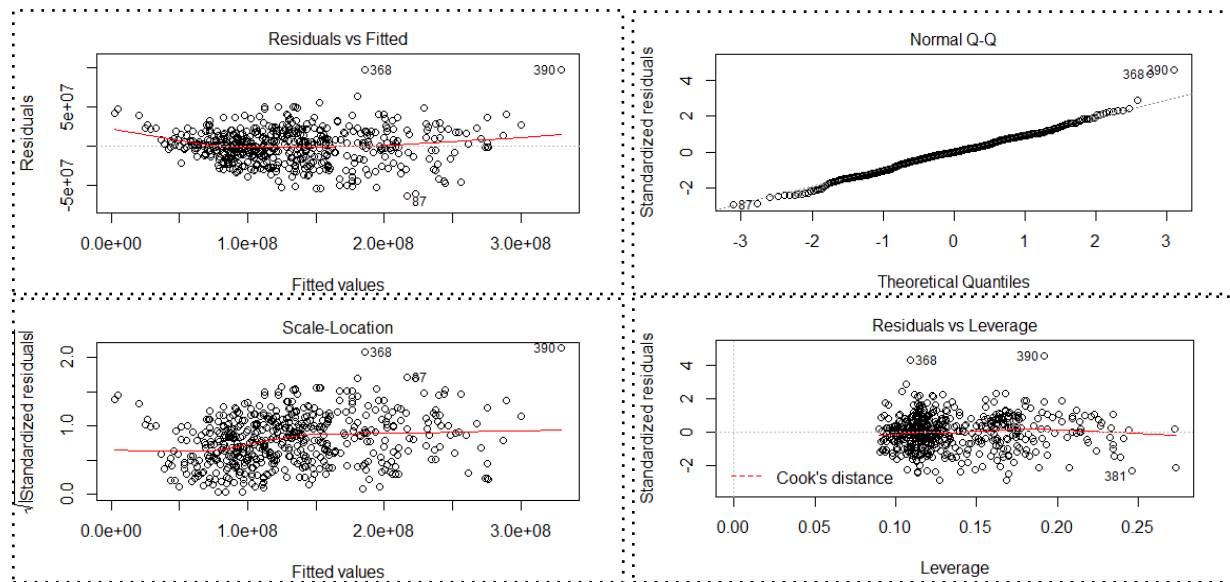 Residuals vs Fitted
Residuals
-5e+07
5e+07
368
390
87
0.0e+00
1.0e+08
2.0e+08
3.0e+08
Fitted values
Normal Q-Q
Standardized residuals
-2
0
2
4
368
390
87
-3
-2
-1
0
1
2
3
Theoretical Quantiles
Scale-Location
√|Standardized residuals|
0.0
1.0
2.0
368
390
87
0.0e+00
1.0e+08
2.0e+08
3.0e+08
Fitted values
Residuals vs Leverage
Standardized residuals
-2
0
2
4
368
390
381
Cook's distance
0.00
0.05
0.10
0.15
0.20
0.25
Leverage